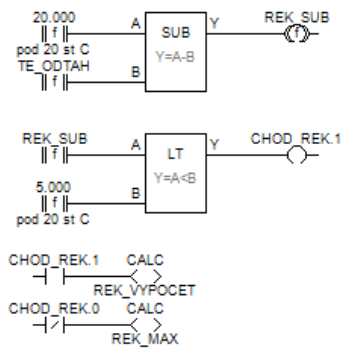 20.000 REK_SUB
A SUB Y
f f
pod 20 st C Y=A-B
TE_ODTAH B
f
REK_SUB A LT Y CHOD_REK.1
f
Y=A<B
5.000 B
f
pod 20 st C
CHOD_REK.1 CALC
REK_VYPOCET
CHOD_REK.0 CALC
REK_MAX